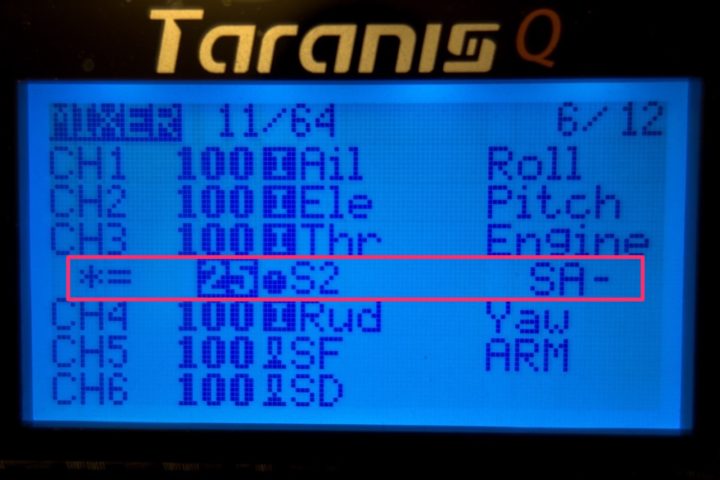 Taranis Q
MIXER 11/64 6/12
CH1 100 Ail Roll
CH2 100 Ele Pitch
CH3 100 Thr Engine
*= 25 S2 SA-
CH4 100 Rud Yaw
CH5 100 SF ARM
CH6 100 SD